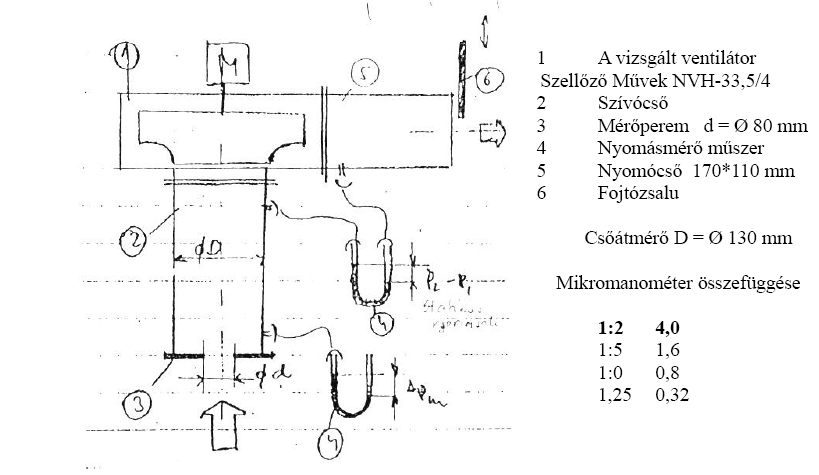 1
M
5
6
2
ϕD
P2 - P1
4
3
ϕd
Δpm
4
1 A vizsgált ventilátor
Szellőző Művek NVH-33,5/4
2 Szívócső
3 Mérőperem d = Ø 80 mm
4 Nyomásmérő műszer
5 Nyomócső 170*110 mm
6 Fojtózsalu
Csőátmérő D = Ø 130 mm
Mikromanométer összefüggése
1:2 4,0
1:5 1,6
1:0 0,8
1,25 0,32